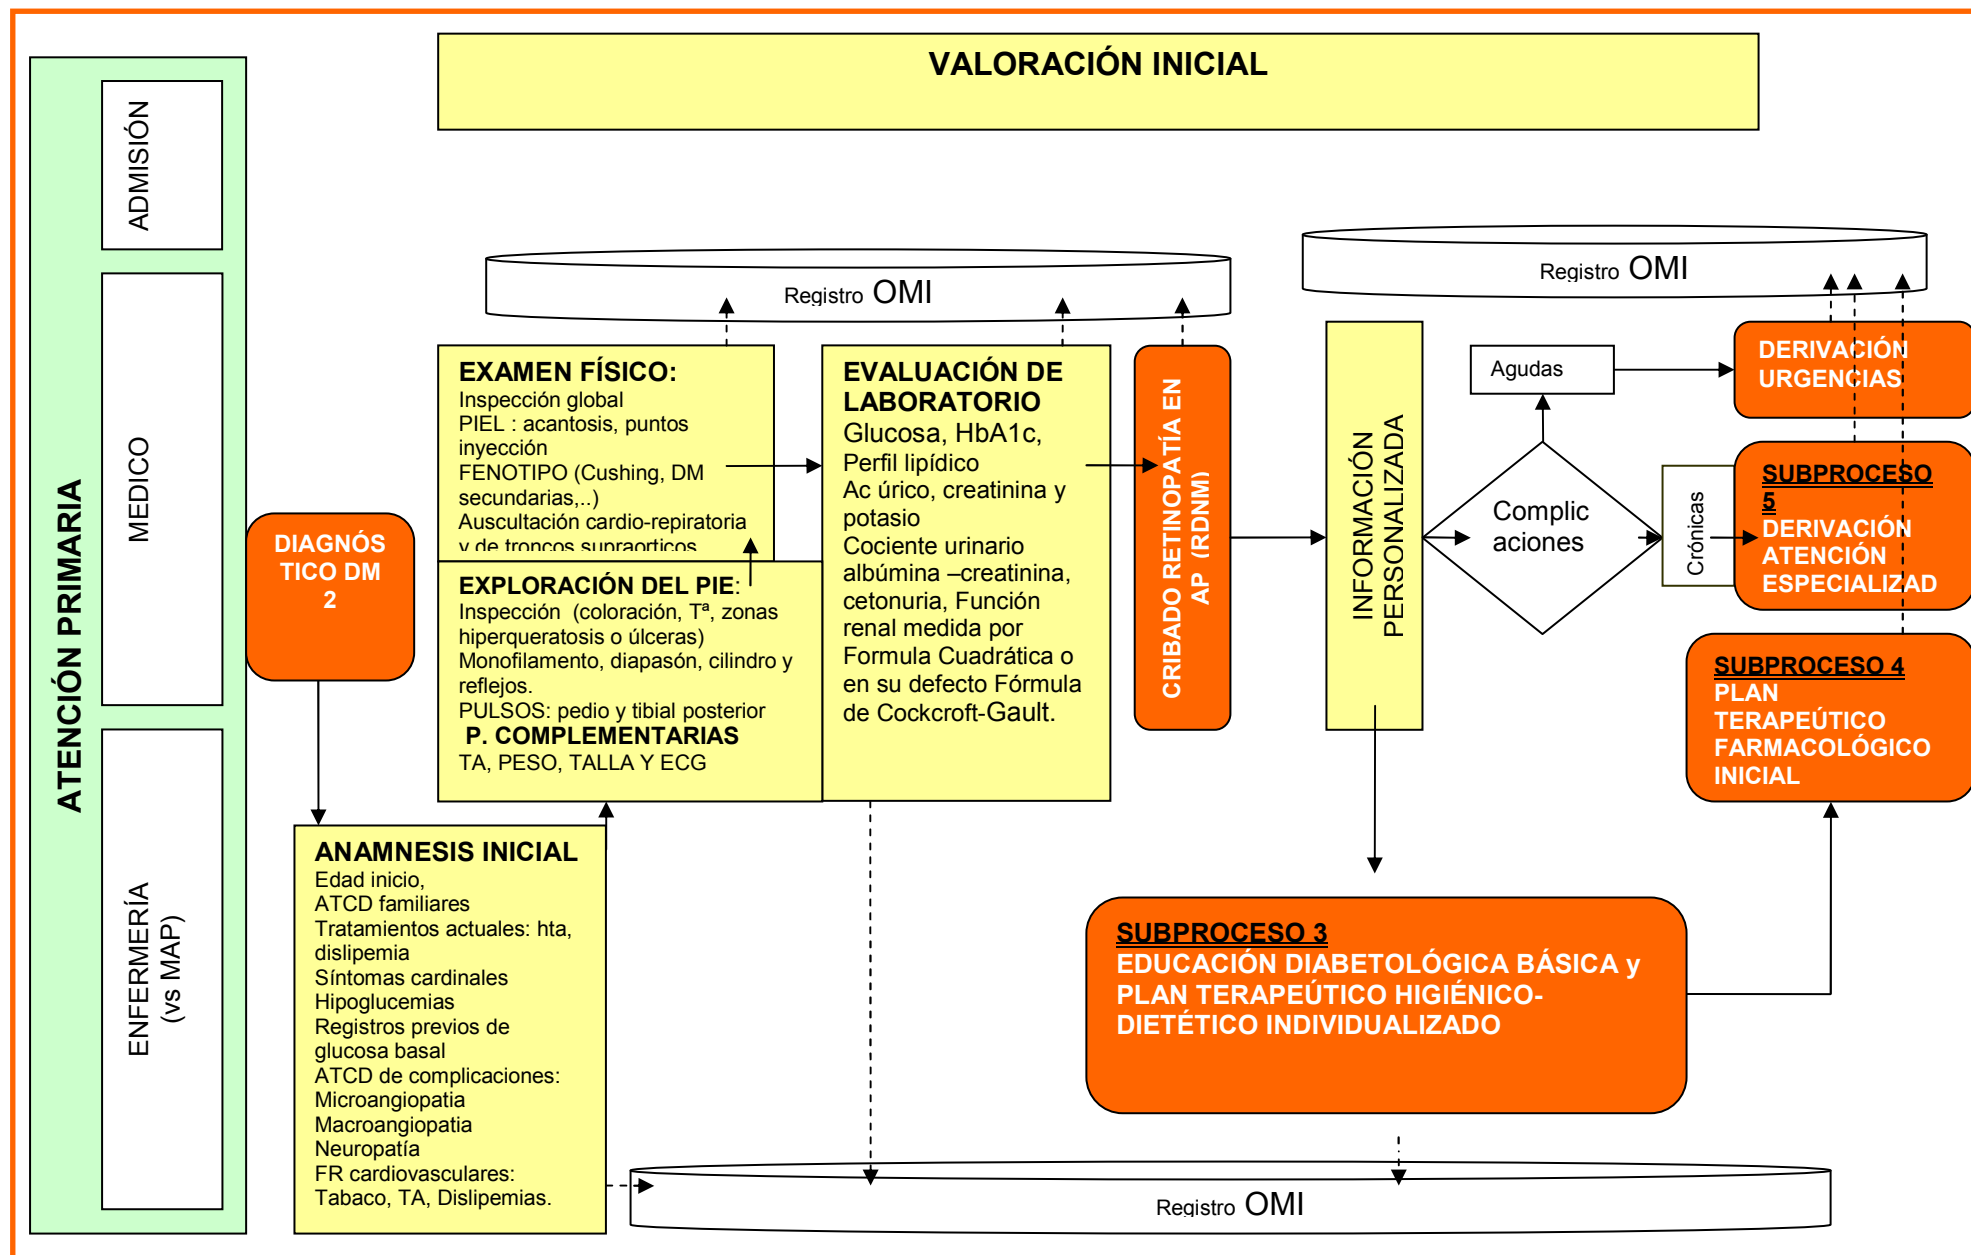 VALORACIÓN INICIAL
ATENCIÓN PRIMARIA
ADMISIÓN
MEDICO
ENFERMERÍA
(vs MAP)
DIAGNÓS
TICO DM
2
Registro OMI
EXAMEN FÍSICO:
Inspección global
PIEL : acantosis, puntos
inyección
FENOTIPO (Cushing, DM
secundarias,..)
Auscultación cardio-repiratoria
y de troncos supraorticos
EXPLORACIÓN DEL PIE:
Inspección (coloración, Tª, zonas
hiperqueratosis o úlceras)
Monofilamento, diapasón, cilindro y
reflejos.
PULSOS: pedio y tibial posterior
P. COMPLEMENTARIAS
TA, PESO, TALLA Y ECG
EVALUACIÓN DE
LABORATORIO
Glucosa, HbA1c,
Perfil lipídico
Ac úrico, creatinina y
potasio
Cociente urinario
albúmina –creatinina,
cetonuria, Función
renal medida por
Formula Cuadrática o
en su defecto Fórmula
de Cockcroft-Gault.
CRIBADO RETINOPATÍA EN
AP (RDNM)
INFORMACIÓN
PERSONALIZADA
Registro OMI
Agudas
Complic
aciones
Crónicas
DERIVACIÓN
URGENCIAS
SUBPROCESO
5
DERIVACIÓN
ATENCIÓN
ESPECIALIZAD
SUBPROCESO 4
PLAN
TERAPEÚTICO
FARMACOLÓGICO
INICIAL
ANAMNESIS INICIAL
Edad inicio,
ATCD familiares
Tratamientos actuales: hta,
dislipemia
Síntomas cardinales
Hipoglucemias
Registros previos de
glucosa basal
ATCD de complicaciones:
Microangiopatia
Macroangiopatia
Neuropatía
FR cardiovasculares:
Tabaco, TA, Dislipemias.
SUBPROCESO 3
EDUCACIÓN DIABETOLÓGICA BÁSICA y
PLAN TERAPEÚTICO HIGIÉNICO-
DIETÉTICO INDIVIDUALIZADO
Registro OMI